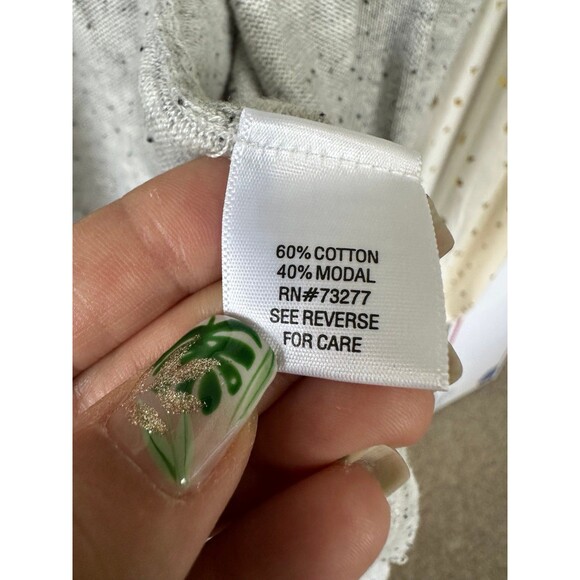 60% COTTON
40% MODAL
RN#73277
SEE REVERSE
FOR CARE